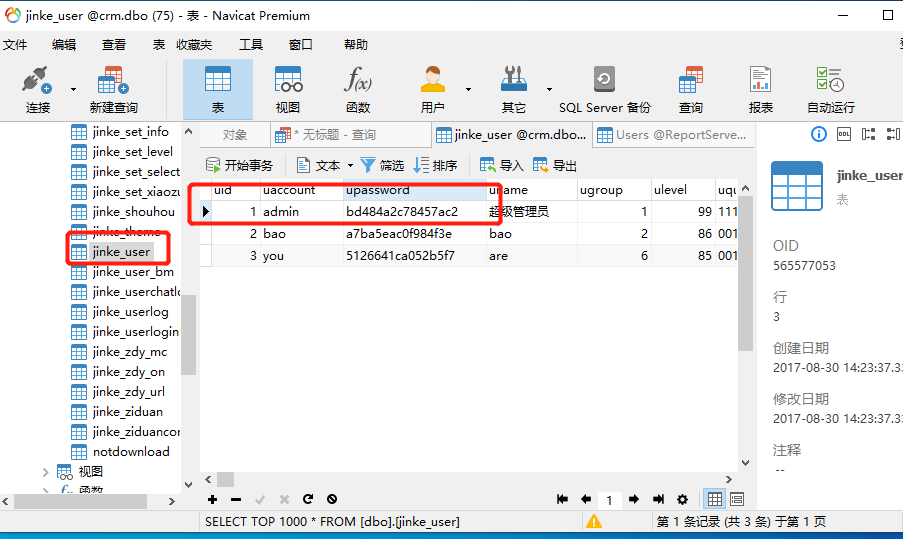 jinke_user @crm.dbo (75) - 表 - Navicat Premium
文件 编辑 查看 表 收藏夹 工具 窗口 帮助
连接 新建查询 表 视图 函数 用户 其它 SQL Server 备份 查询 报表 自动运行
jinke_set_info
jinke_set_level
jinke_set_select
jinke_set_xiaozu
jinke_shouhou
jinke_theme
jinke_user
jinke_user_bm
jinke_userchatlo
jinke_userlog
jinke_userlogin
jinke_zdy_mc
jinke_zdy_on
jinke_zdy_url
jinke_ziduan
jinke_ziduancon
notdownload
视图
函数
对象 * 无标题 - 查询 jinke_user @crm.dbo... Users @ReportServe...
开始事务 文本 筛选 排序 导入 导出
uid uaccount upassword uname ugroup ulevel uqu
1 admin bd484a2c78457ac2 超级管理员 1 99 111
2 bao a7ba5eac0f984f3e bao 2 86 001
3 you 5126641ca052b5f7 are 6 85 001
1
SELECT TOP 1000 * FROM [dbo].[jinke_user]
第 1 条记录 (共 3 条) 于第 1 页
DDL
jinke_user
表
OID
565577053
行
3
创建日期
2017-08-30 14:23:37.33
修改日期
2017-08-30 14:23:37.33
注释
--